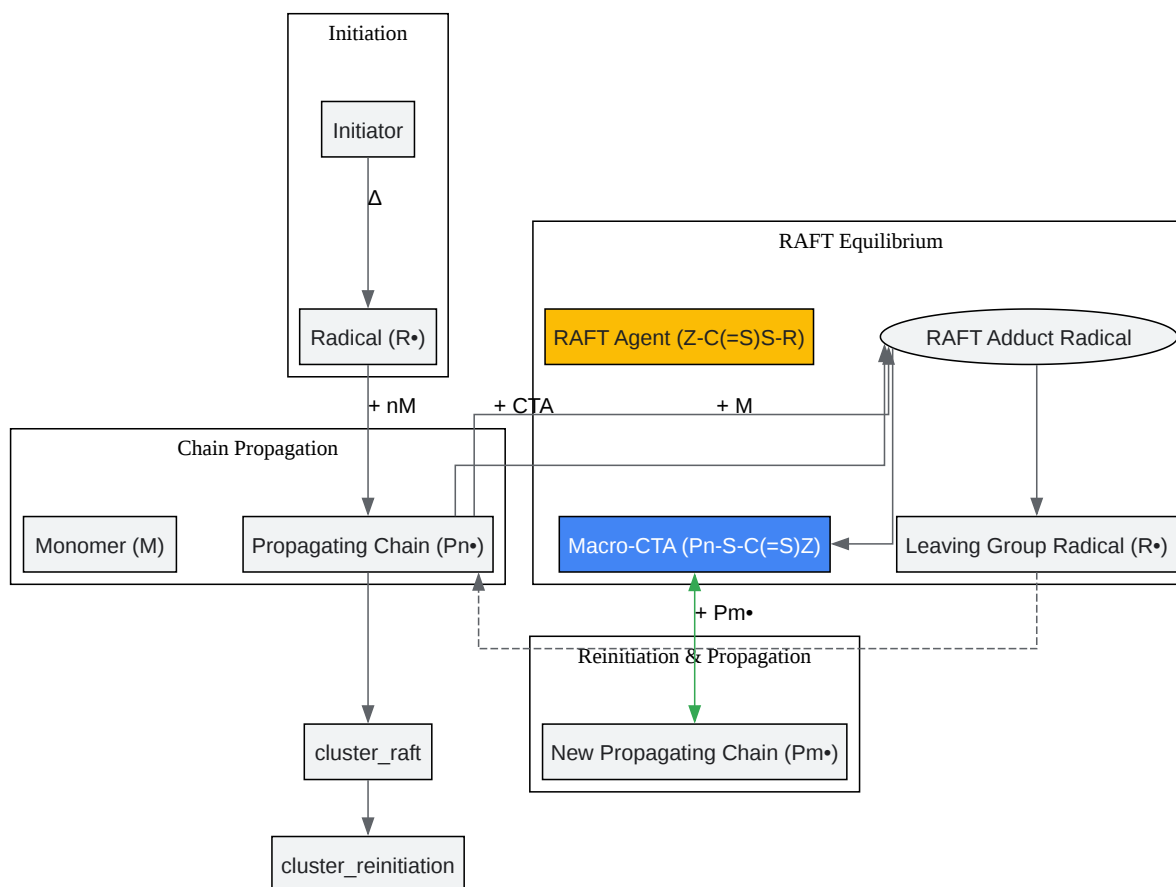 Initiation
Initiator
Δ
RAFT Equilibrium
Radical (R•)
RAFT Agent (Z-C(=S)S-R)
RAFT Adduct Radical
+ nM
+ CTA
+ M
Chain Propagation
Monomer (M)
Propagating Chain (Pn•)
Macro-CTA (Pn-S-C(=S)Z)
Leaving Group Radical (R•)
+ Pm•
Reinitiation & Propagation
cluster_raft
New Propagating Chain (Pm•)
cluster_reinitiation